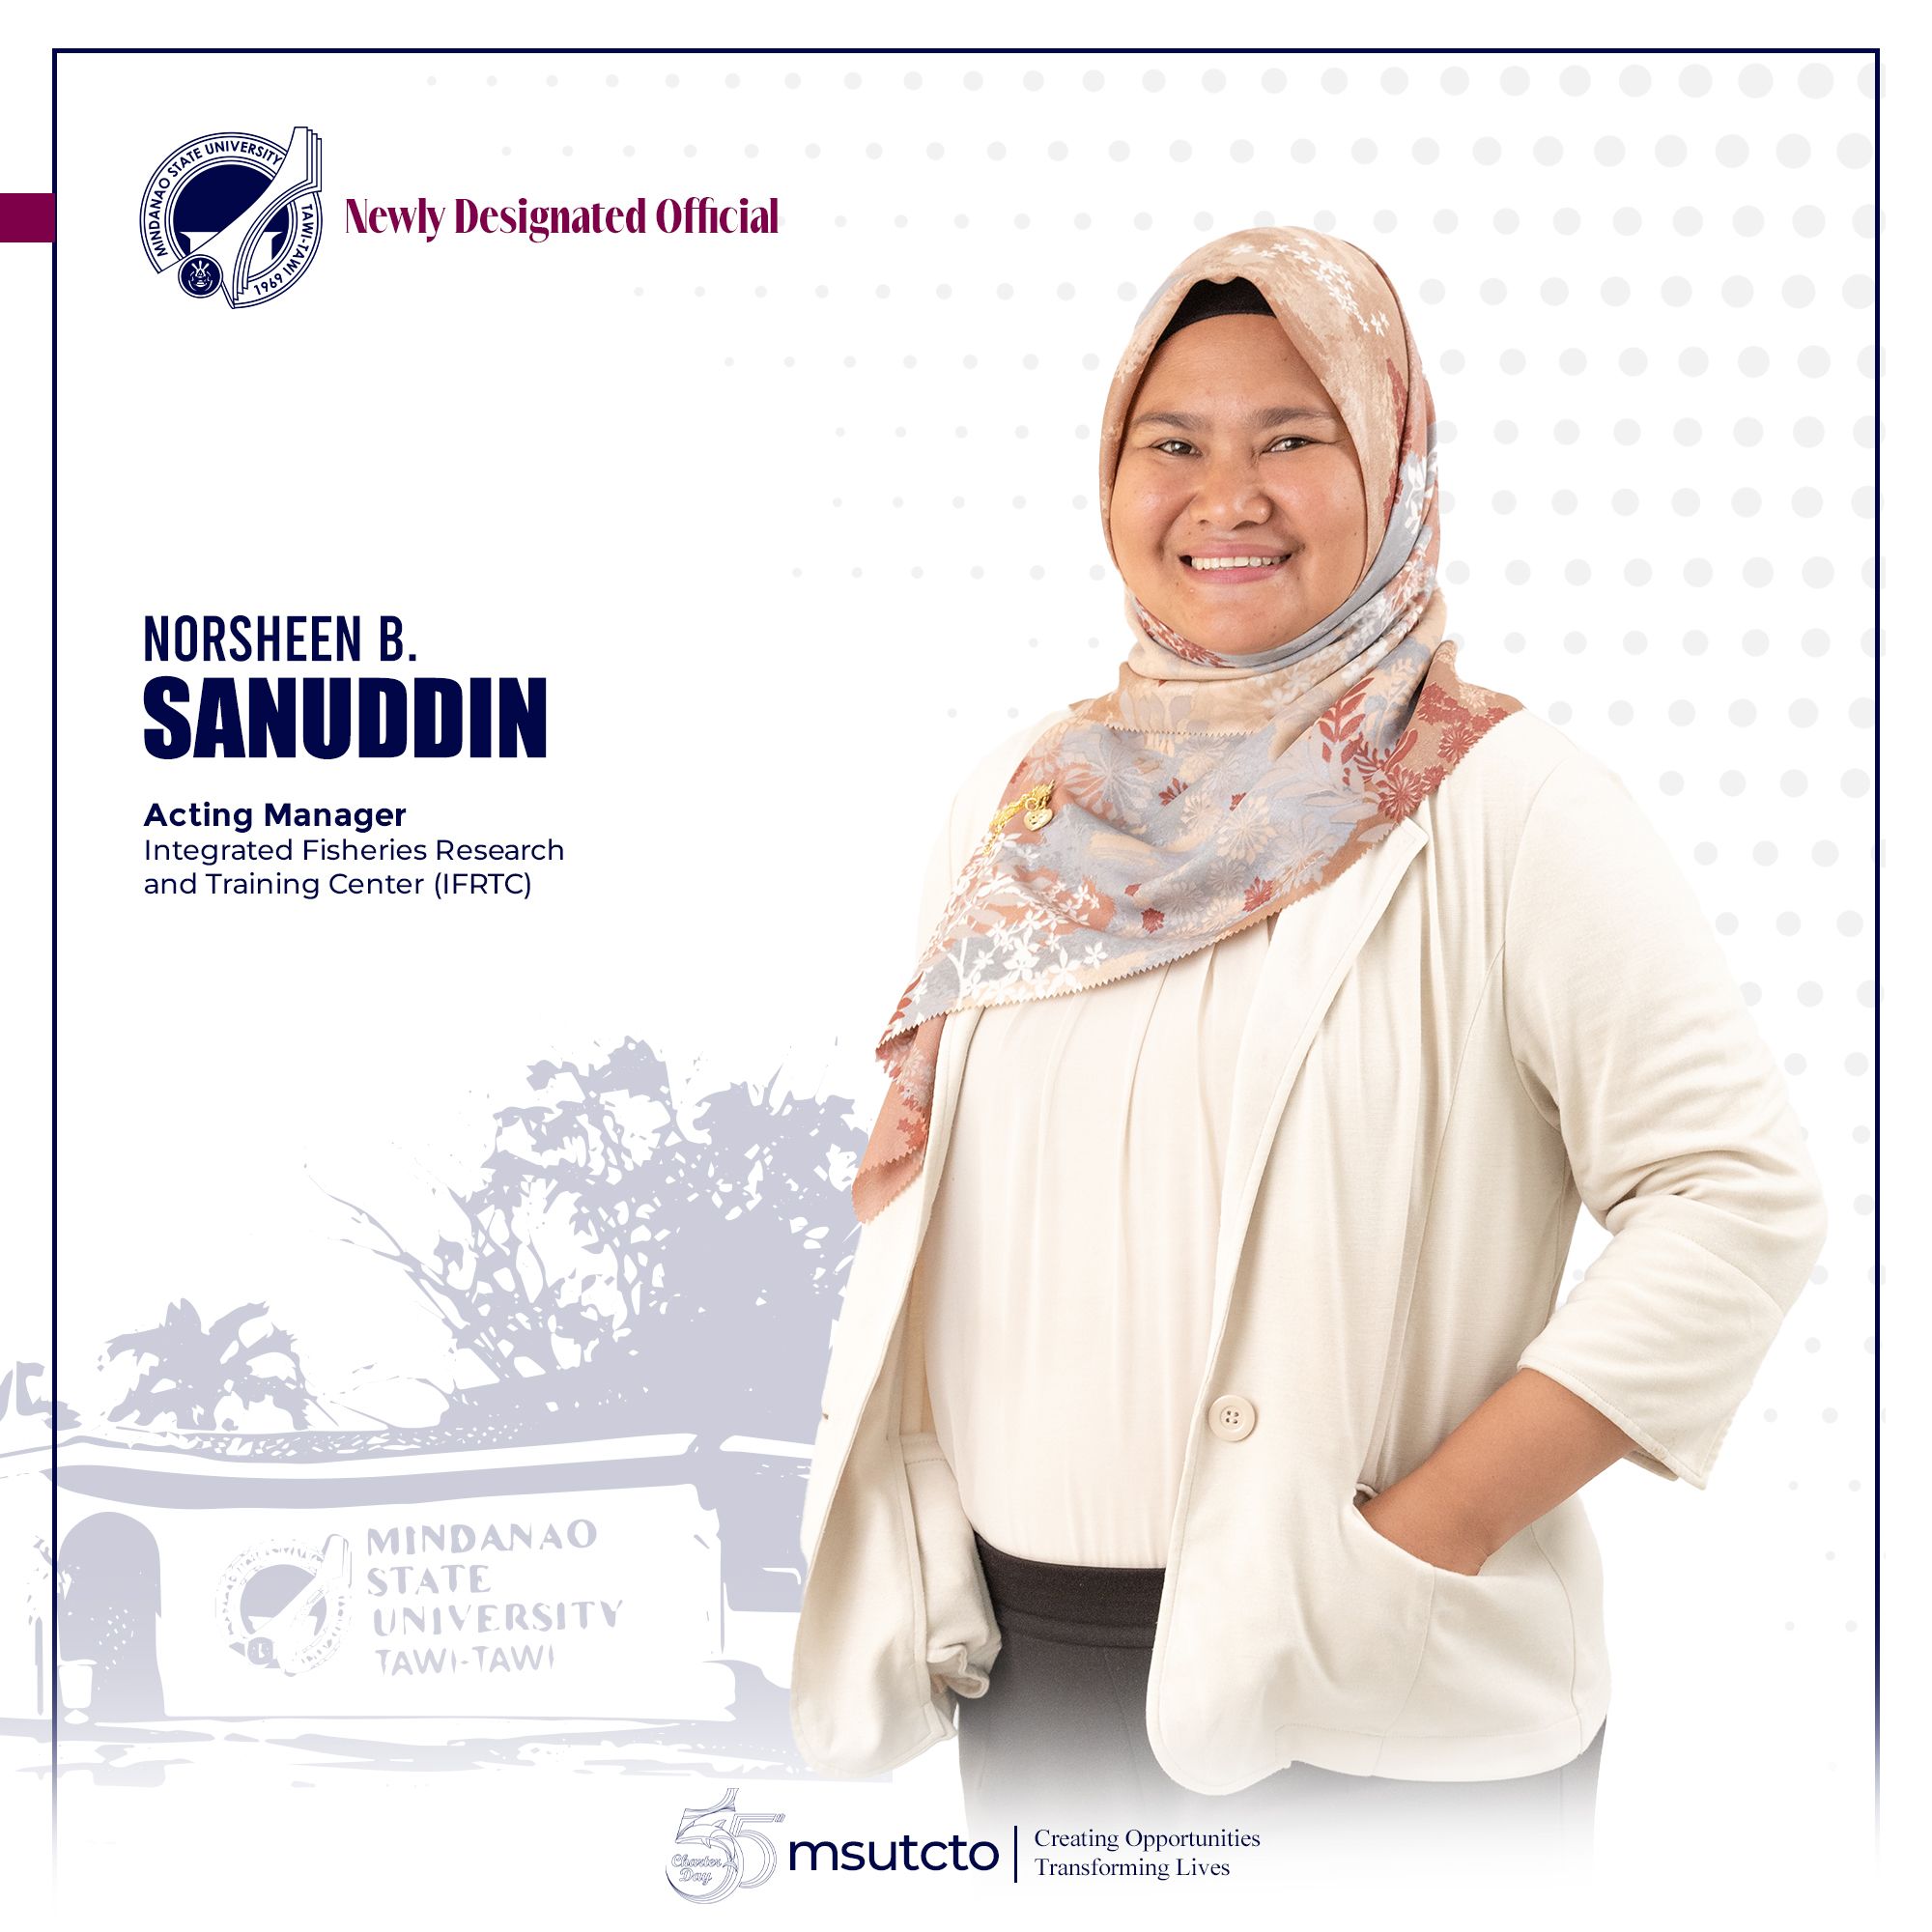 MINDANAO STATE UNIVERSITY
TAWI-TAWI
1969
Newly Designated Official
NORSHEEN B.
SANUDDIN
Acting Manager
Integrated Fisheries Research
and Training Center (IFRTC)
MINDANAO
STATE
UNIVERSITY
TAWI-TAWI
55th
Charter
Day
msutcto
Creating Opportunities
Transforming Lives